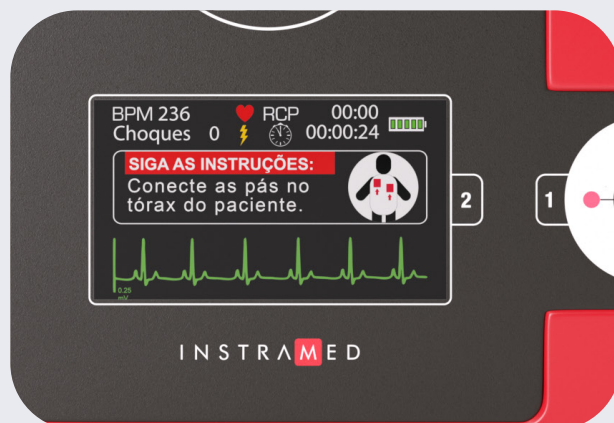 BPM 236 RCP 00:00
Choques 0 00:00:24
SIGA AS INSTRUÇÕES:
Conecte as pás no
tórax do paciente.
0.25
mV
2
1
INSTRAMED